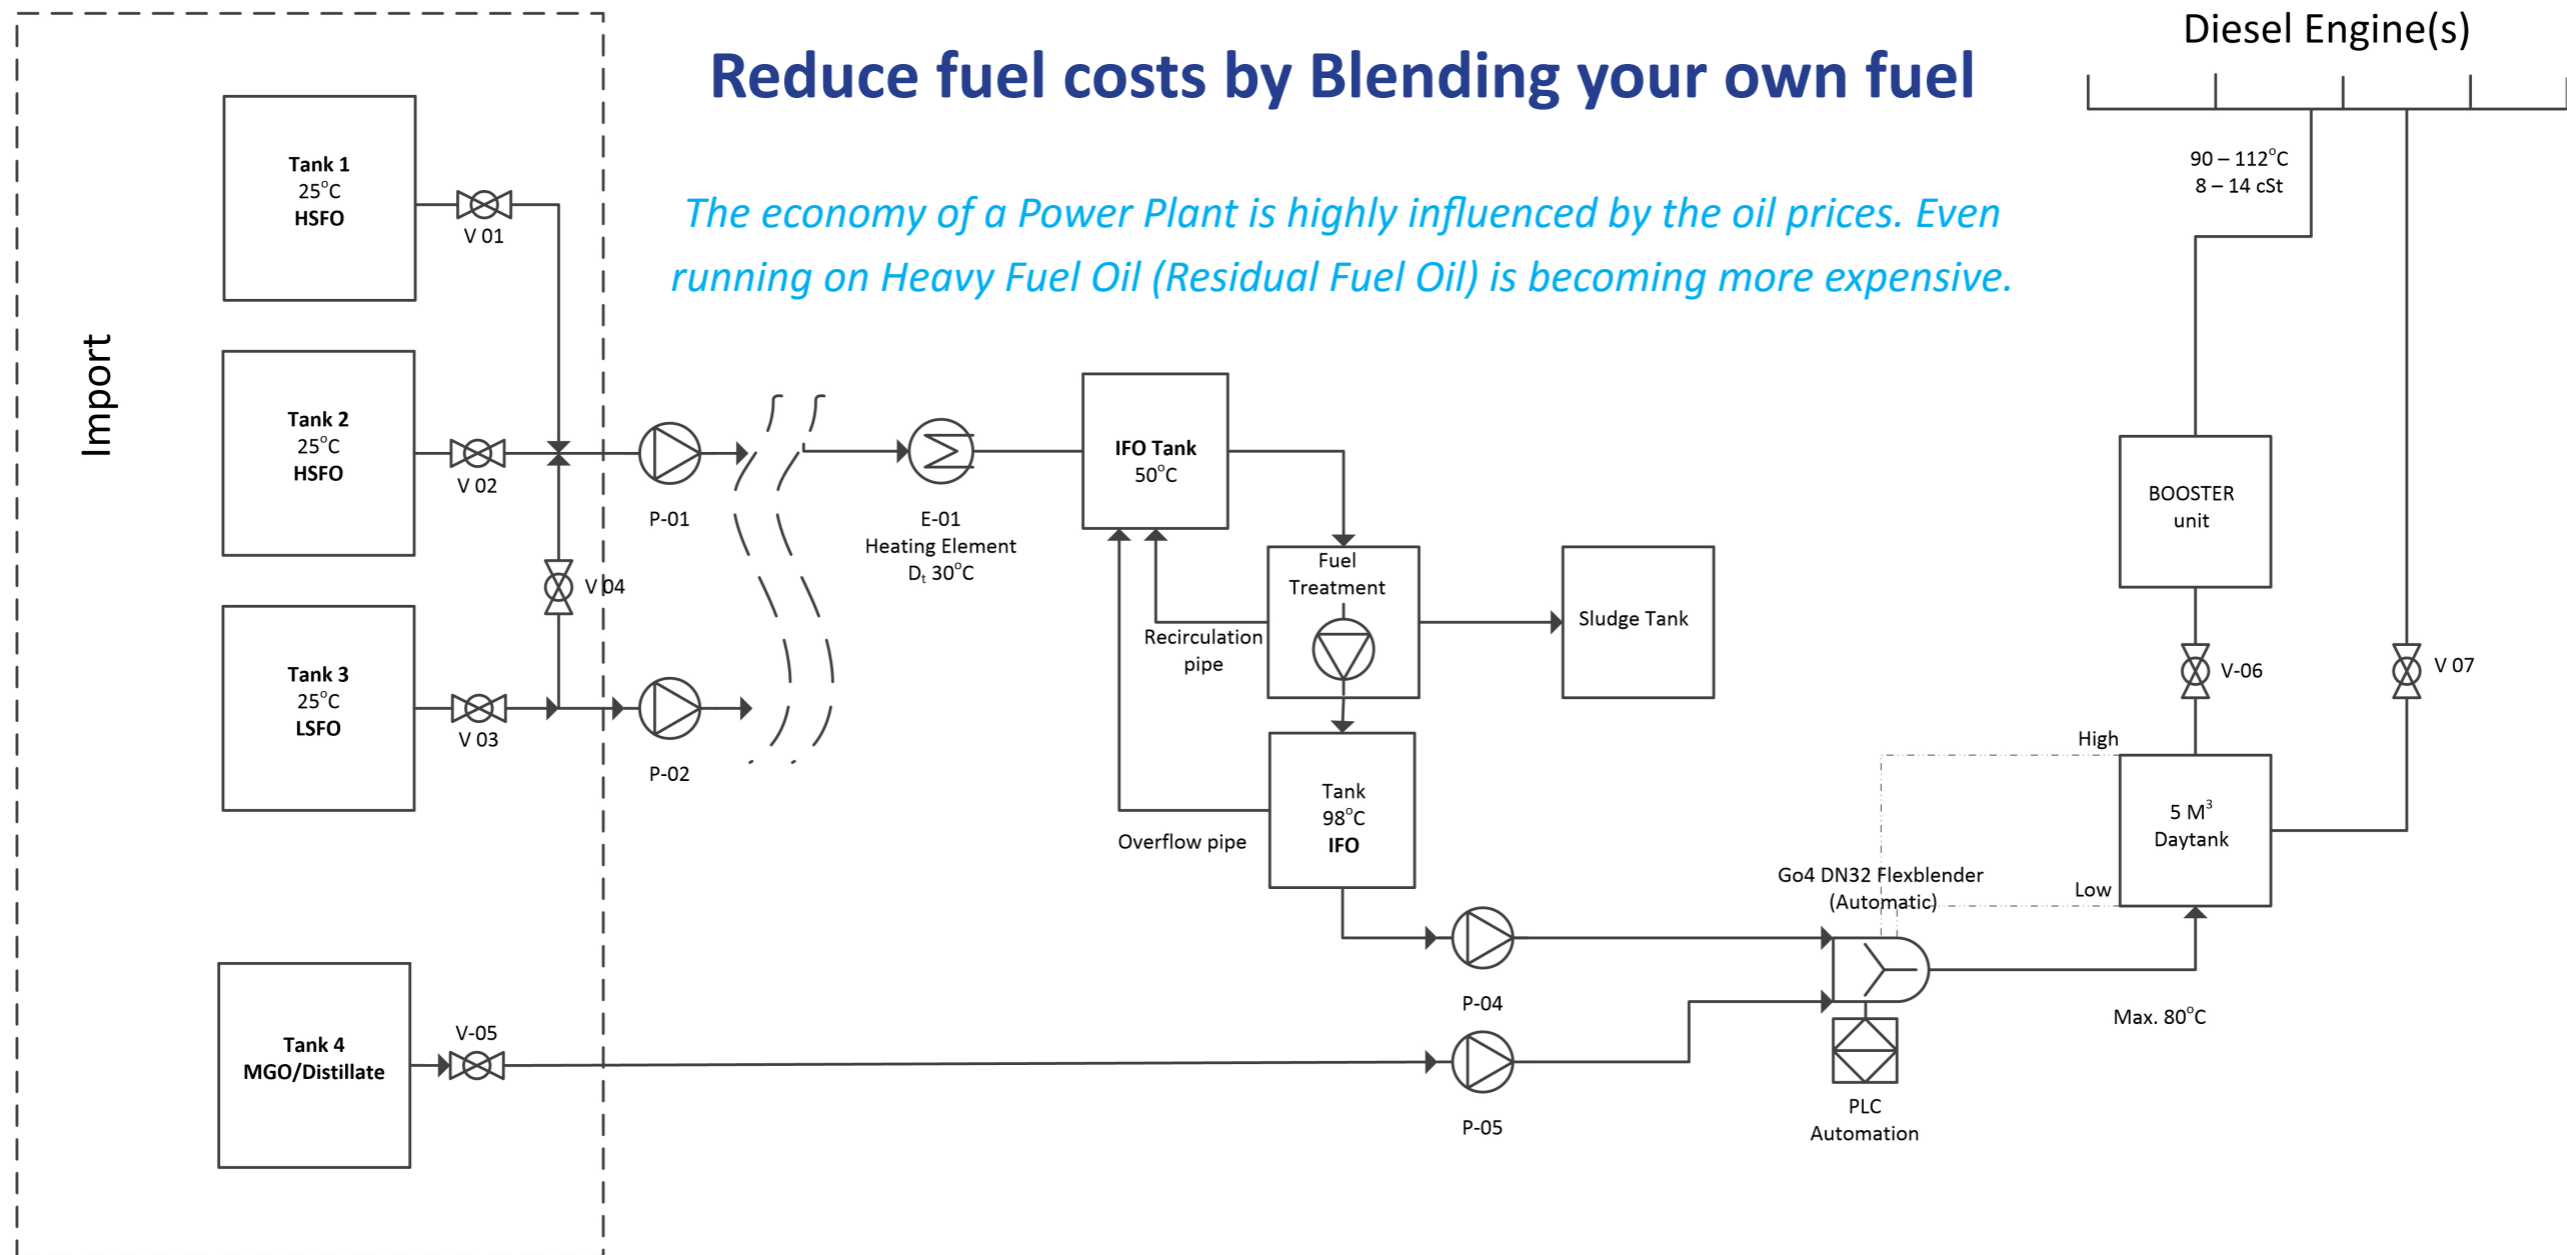 Diesel Engine(s)
Reduce fuel costs by Blending your own fuel
The economy of a Power Plant is highly influenced by the oil prices. Even
running on Heavy Fuel Oil (Residual Fuel Oil) is becoming more expensive.
90 – 112°C
8 – 14 cSt
Import
Tank 1
25°C
HSFO
V 01
Tank 2
25°C
HSFO
V 02
P-01
E-01
Heating Element
Dₜ 30°C
IFO Tank
50°C
BOOSTER
unit
V 04
Fuel
Treatment
Recirculation
pipe
Sludge Tank
V-06
V 07
Tank 3
25°C
LSFO
V 03
P-02
Tank
98°C
IFO
Overflow pipe
High
5 M³
Daytank
Low
Go4 DN32 Flexblender
(Automatic)
P-04
Max. 80°C
Tank 4
MGO/Distillate
V-05
P-05
PLC
Automation